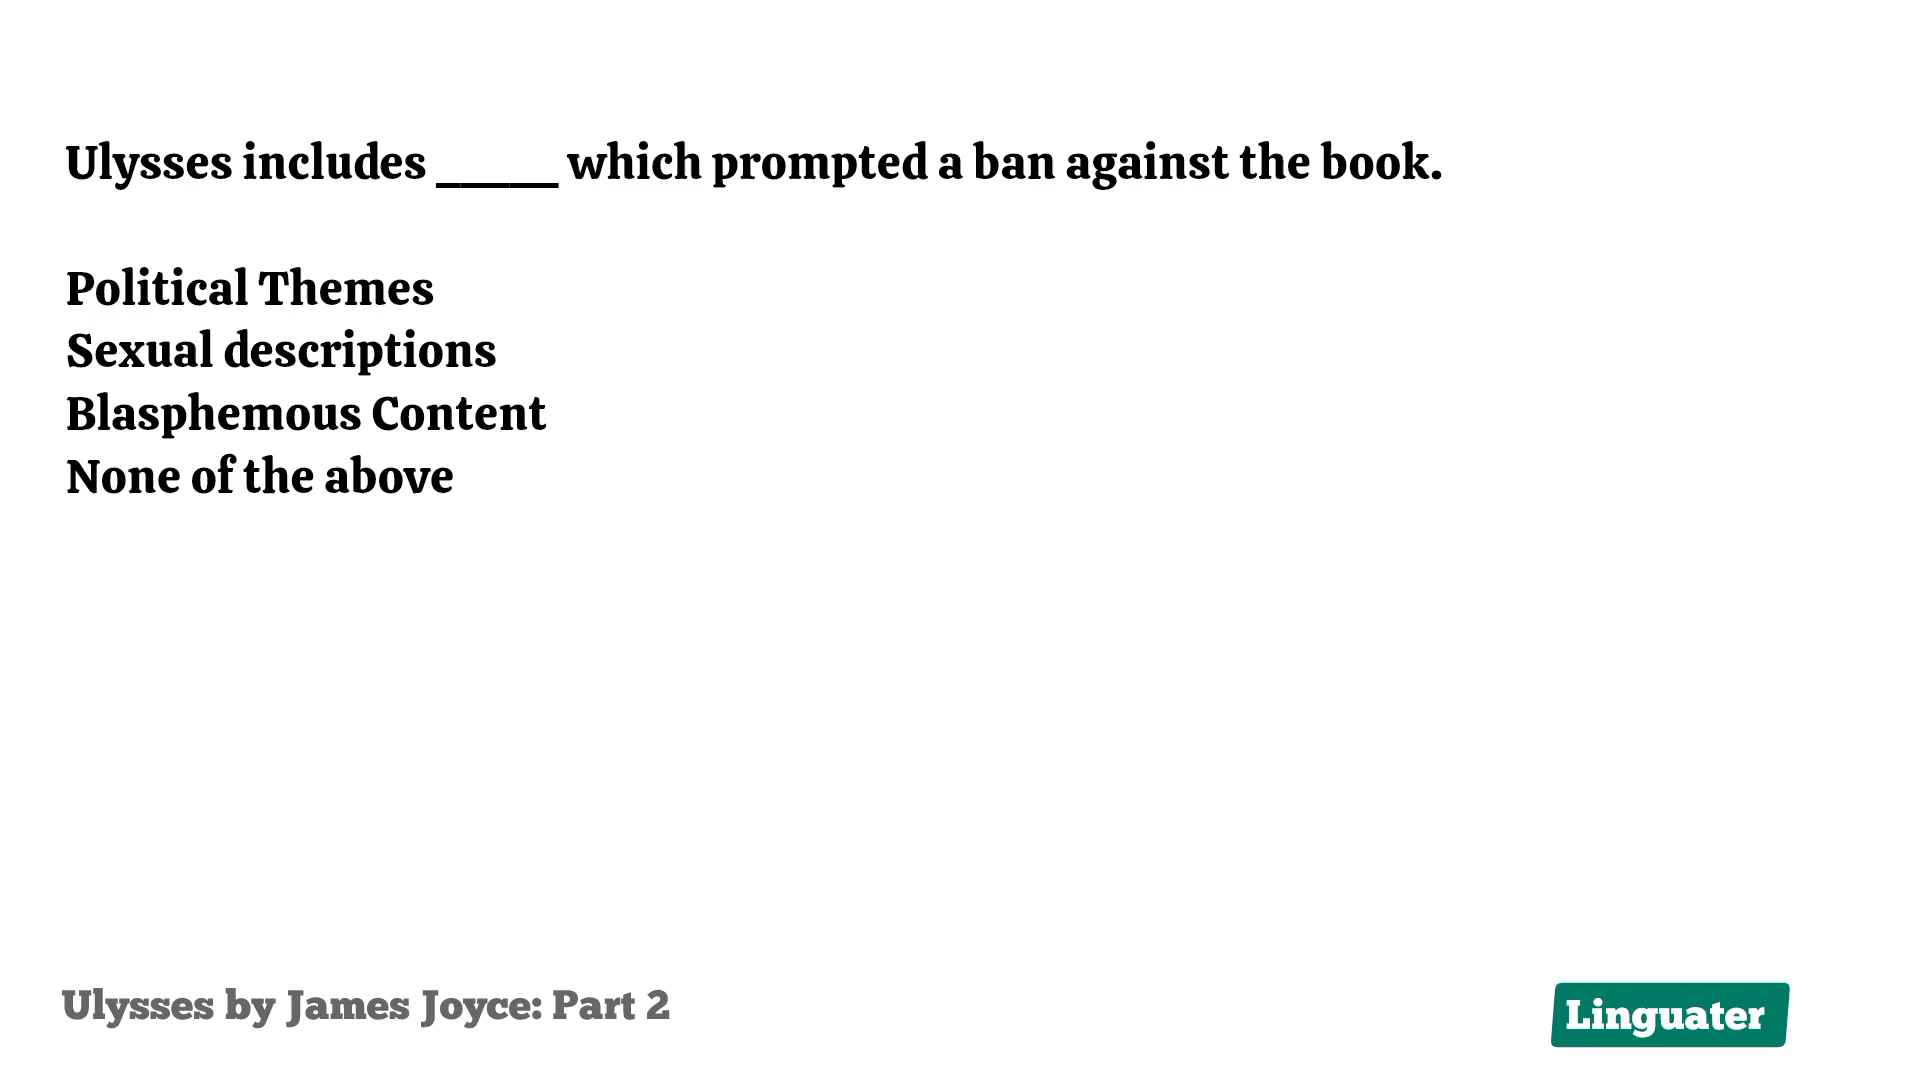 Ulysses includes _____ which prompted a ban against the book.
Political Themes
Sexual descriptions
Blasphemous Content
None of the above
Ulysses by James Joyce: Part 2
Linguater